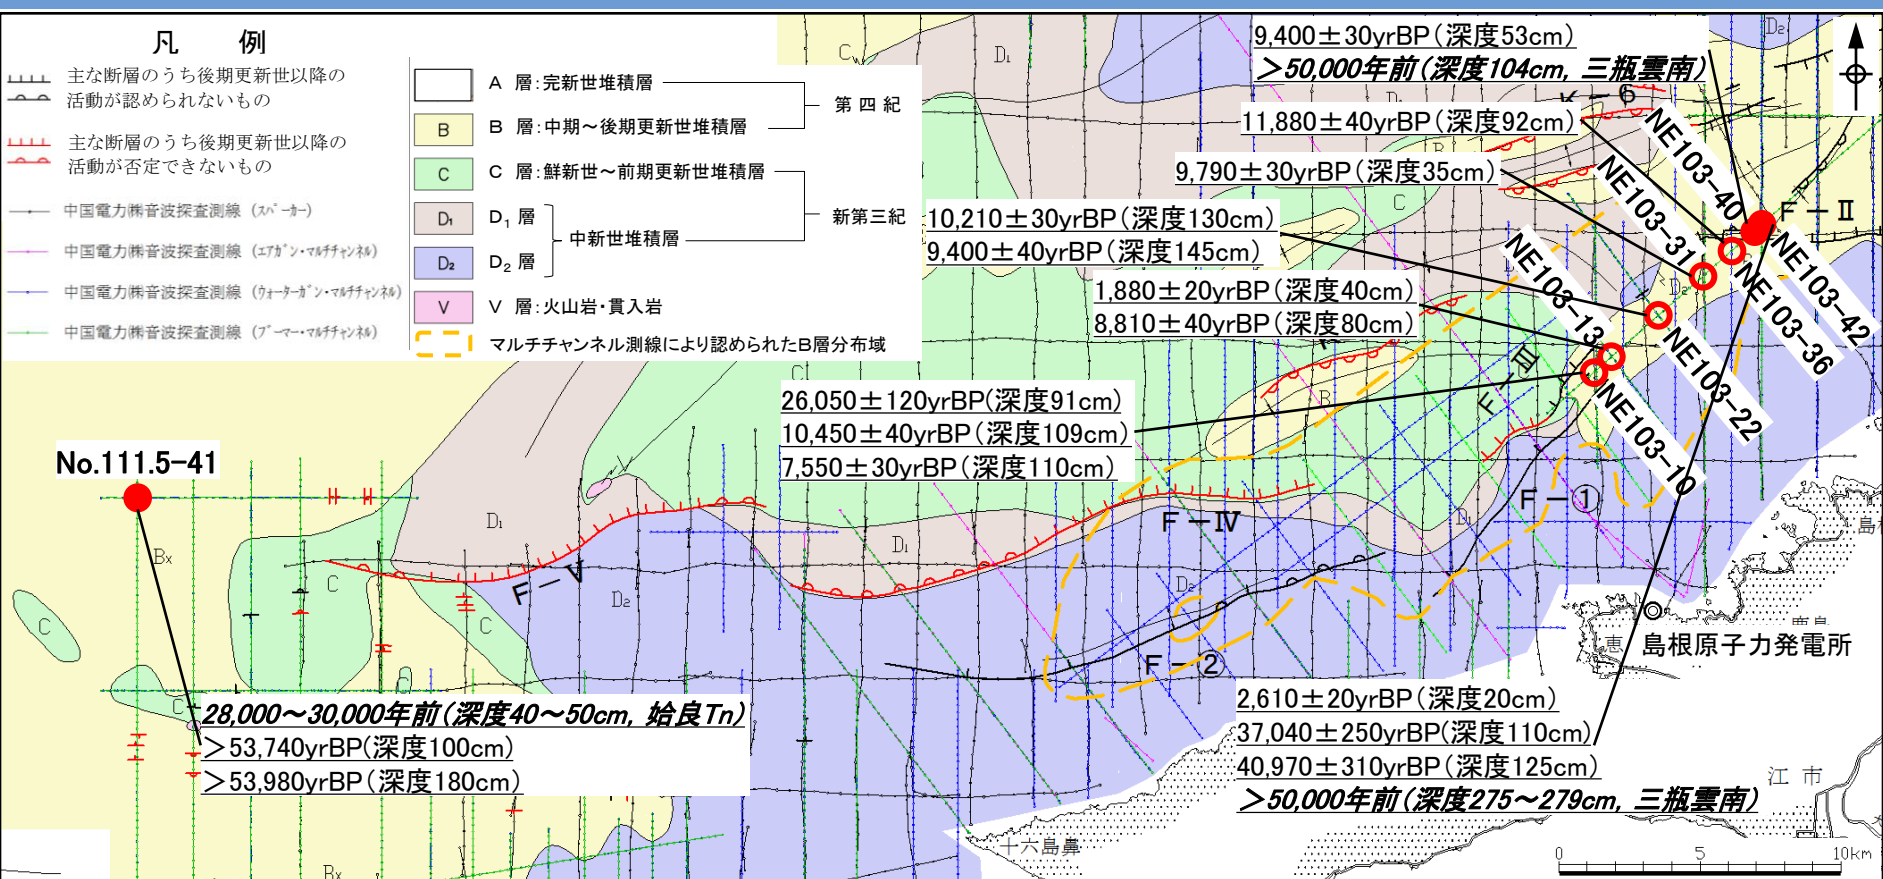 凡 例
主な断層のうち後期更新世以降の
活動が認められないもの
主な断層のうち後期更新世以降の
活動が否定できないもの
中国電力㈱音波探査測線 (スパーカー)
中国電力㈱音波探査測線 (エアガン・マルチチャンネル)
中国電力㈱音波探査測線 (ウォーターガン・マルチチャンネル)
中国電力㈱音波探査測線 (ブーマー・マルチチャンネル)
A 層:完新世堆積層
B B 層:中期～後期更新世堆積層
第 四 紀
C C 層:鮮新世～前期更新世堆積層
D₁ D₁ 層
中新世堆積層
新第三紀
D₂ D₂ 層
V V 層:火山岩・貫入岩
マルチチャンネル測線により認められたB層分布域
9,400±30yrBP(深度53cm)
＞50,000年前(深度104cm, 三瓶雲南)
11,880±40yrBP(深度92cm)
9,790±30yrBP(深度35cm)
10,210±30yrBP(深度130cm)
9,400±40yrBP(深度145cm)
1,880±20yrBP(深度40cm)
8,810±40yrBP(深度80cm)
26,050±120yrBP(深度91cm)
10,450±40yrBP(深度109cm)
7,550±30yrBP(深度110cm)
K－6
NE103-40
NE103-31
NE103-13
F－Ⅱ
NE103-42
NE103-36
NE103-22
NE103-10
F－Ⅲ
F－①
F－Ⅳ
F－Ⅴ
F－②
No.111.5-41
28,000～30,000年前(深度40～50cm, 姶良Tn)
＞53,740yrBP(深度100cm)
＞53,980yrBP(深度180cm)
2,610±20yrBP(深度20cm)
37,040±250yrBP(深度110cm)
40,970±310yrBP(深度125cm)
＞50,000年前(深度275～279cm, 三瓶雲南)
島根原子力発電所
恵
島
江 市
十六島鼻
C
D₁
D₂
C
B
C
D₂
C
V
D₁
D₁
D₁
D₂
D₂
Bx
C
C
C
C
C
Bx
0 5 10km